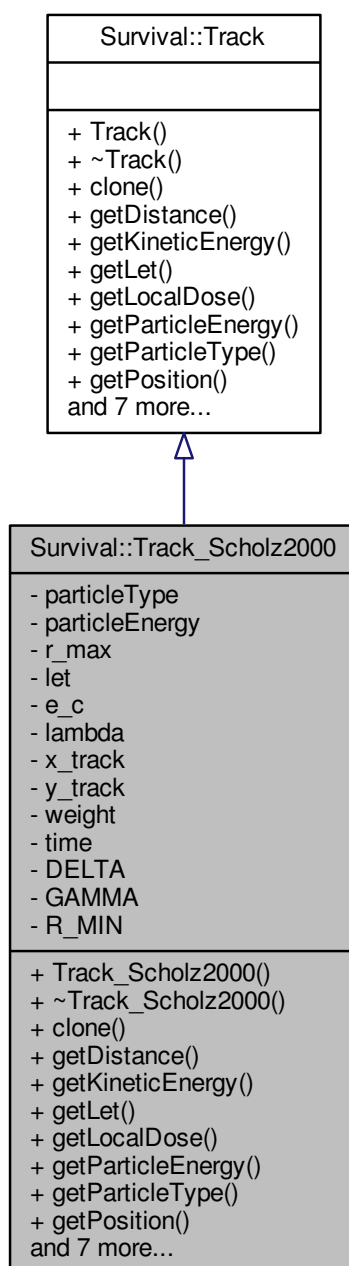 Survival::Track
+ Track()
+ ~Track()
+ clone()
+ getDistance()
+ getKineticEnergy()
+ getLet()
+ getLocalDose()
+ getParticleEnergy()
+ getParticleType()
+ getPosition()
and 7 more...
Survival::Track_Scholz2000
- particleType
- particleEnergy
- r_max
- let
- e_c
- lambda
- x_track
- y_track
- weight
- time
- DELTA
- GAMMA
- R_MIN
+ Track_Scholz2000()
+ ~Track_Scholz2000()
+ clone()
+ getDistance()
+ getKineticEnergy()
+ getLet()
+ getLocalDose()
+ getParticleEnergy()
+ getParticleType()
+ getPosition()
and 7 more...